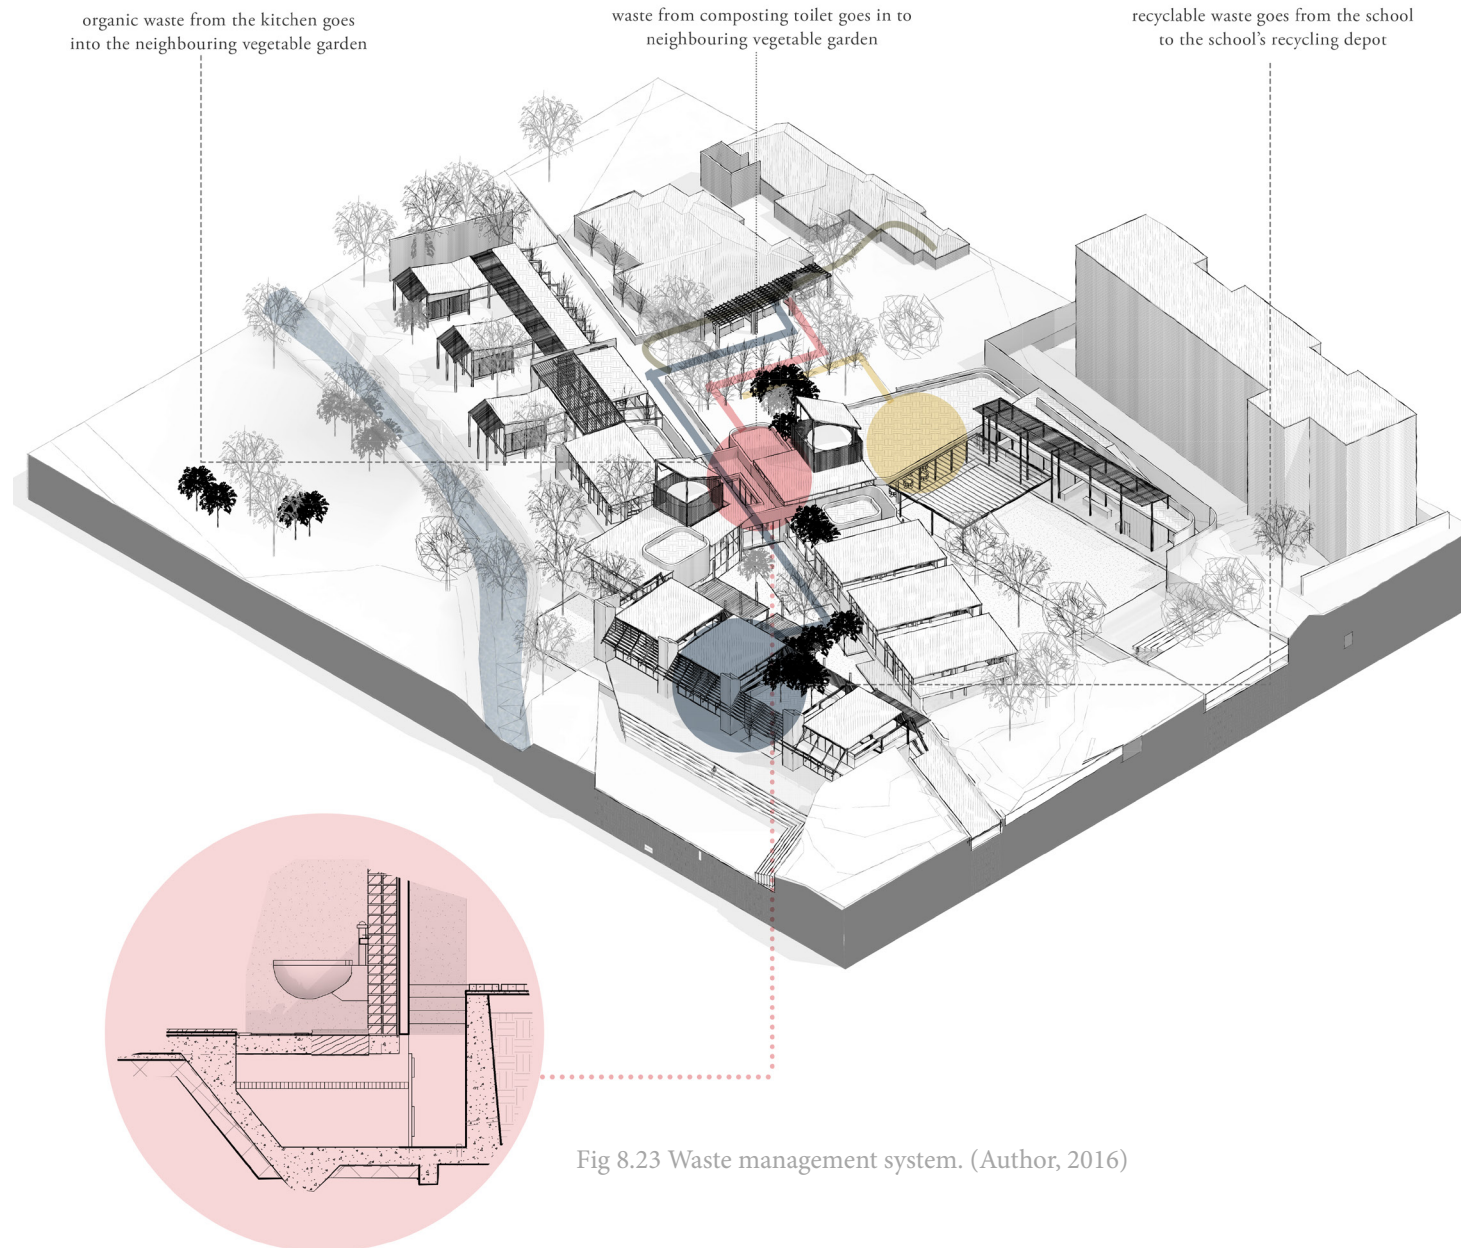 organic waste from the kitchen goes
into the neighbouring vegetable garden
waste from composting toilet goes in to
neighbouring vegetable garden
recyclable waste goes from the school
to the school’s recycling depot
Fig 8.23 Waste management system. (Author, 2016)